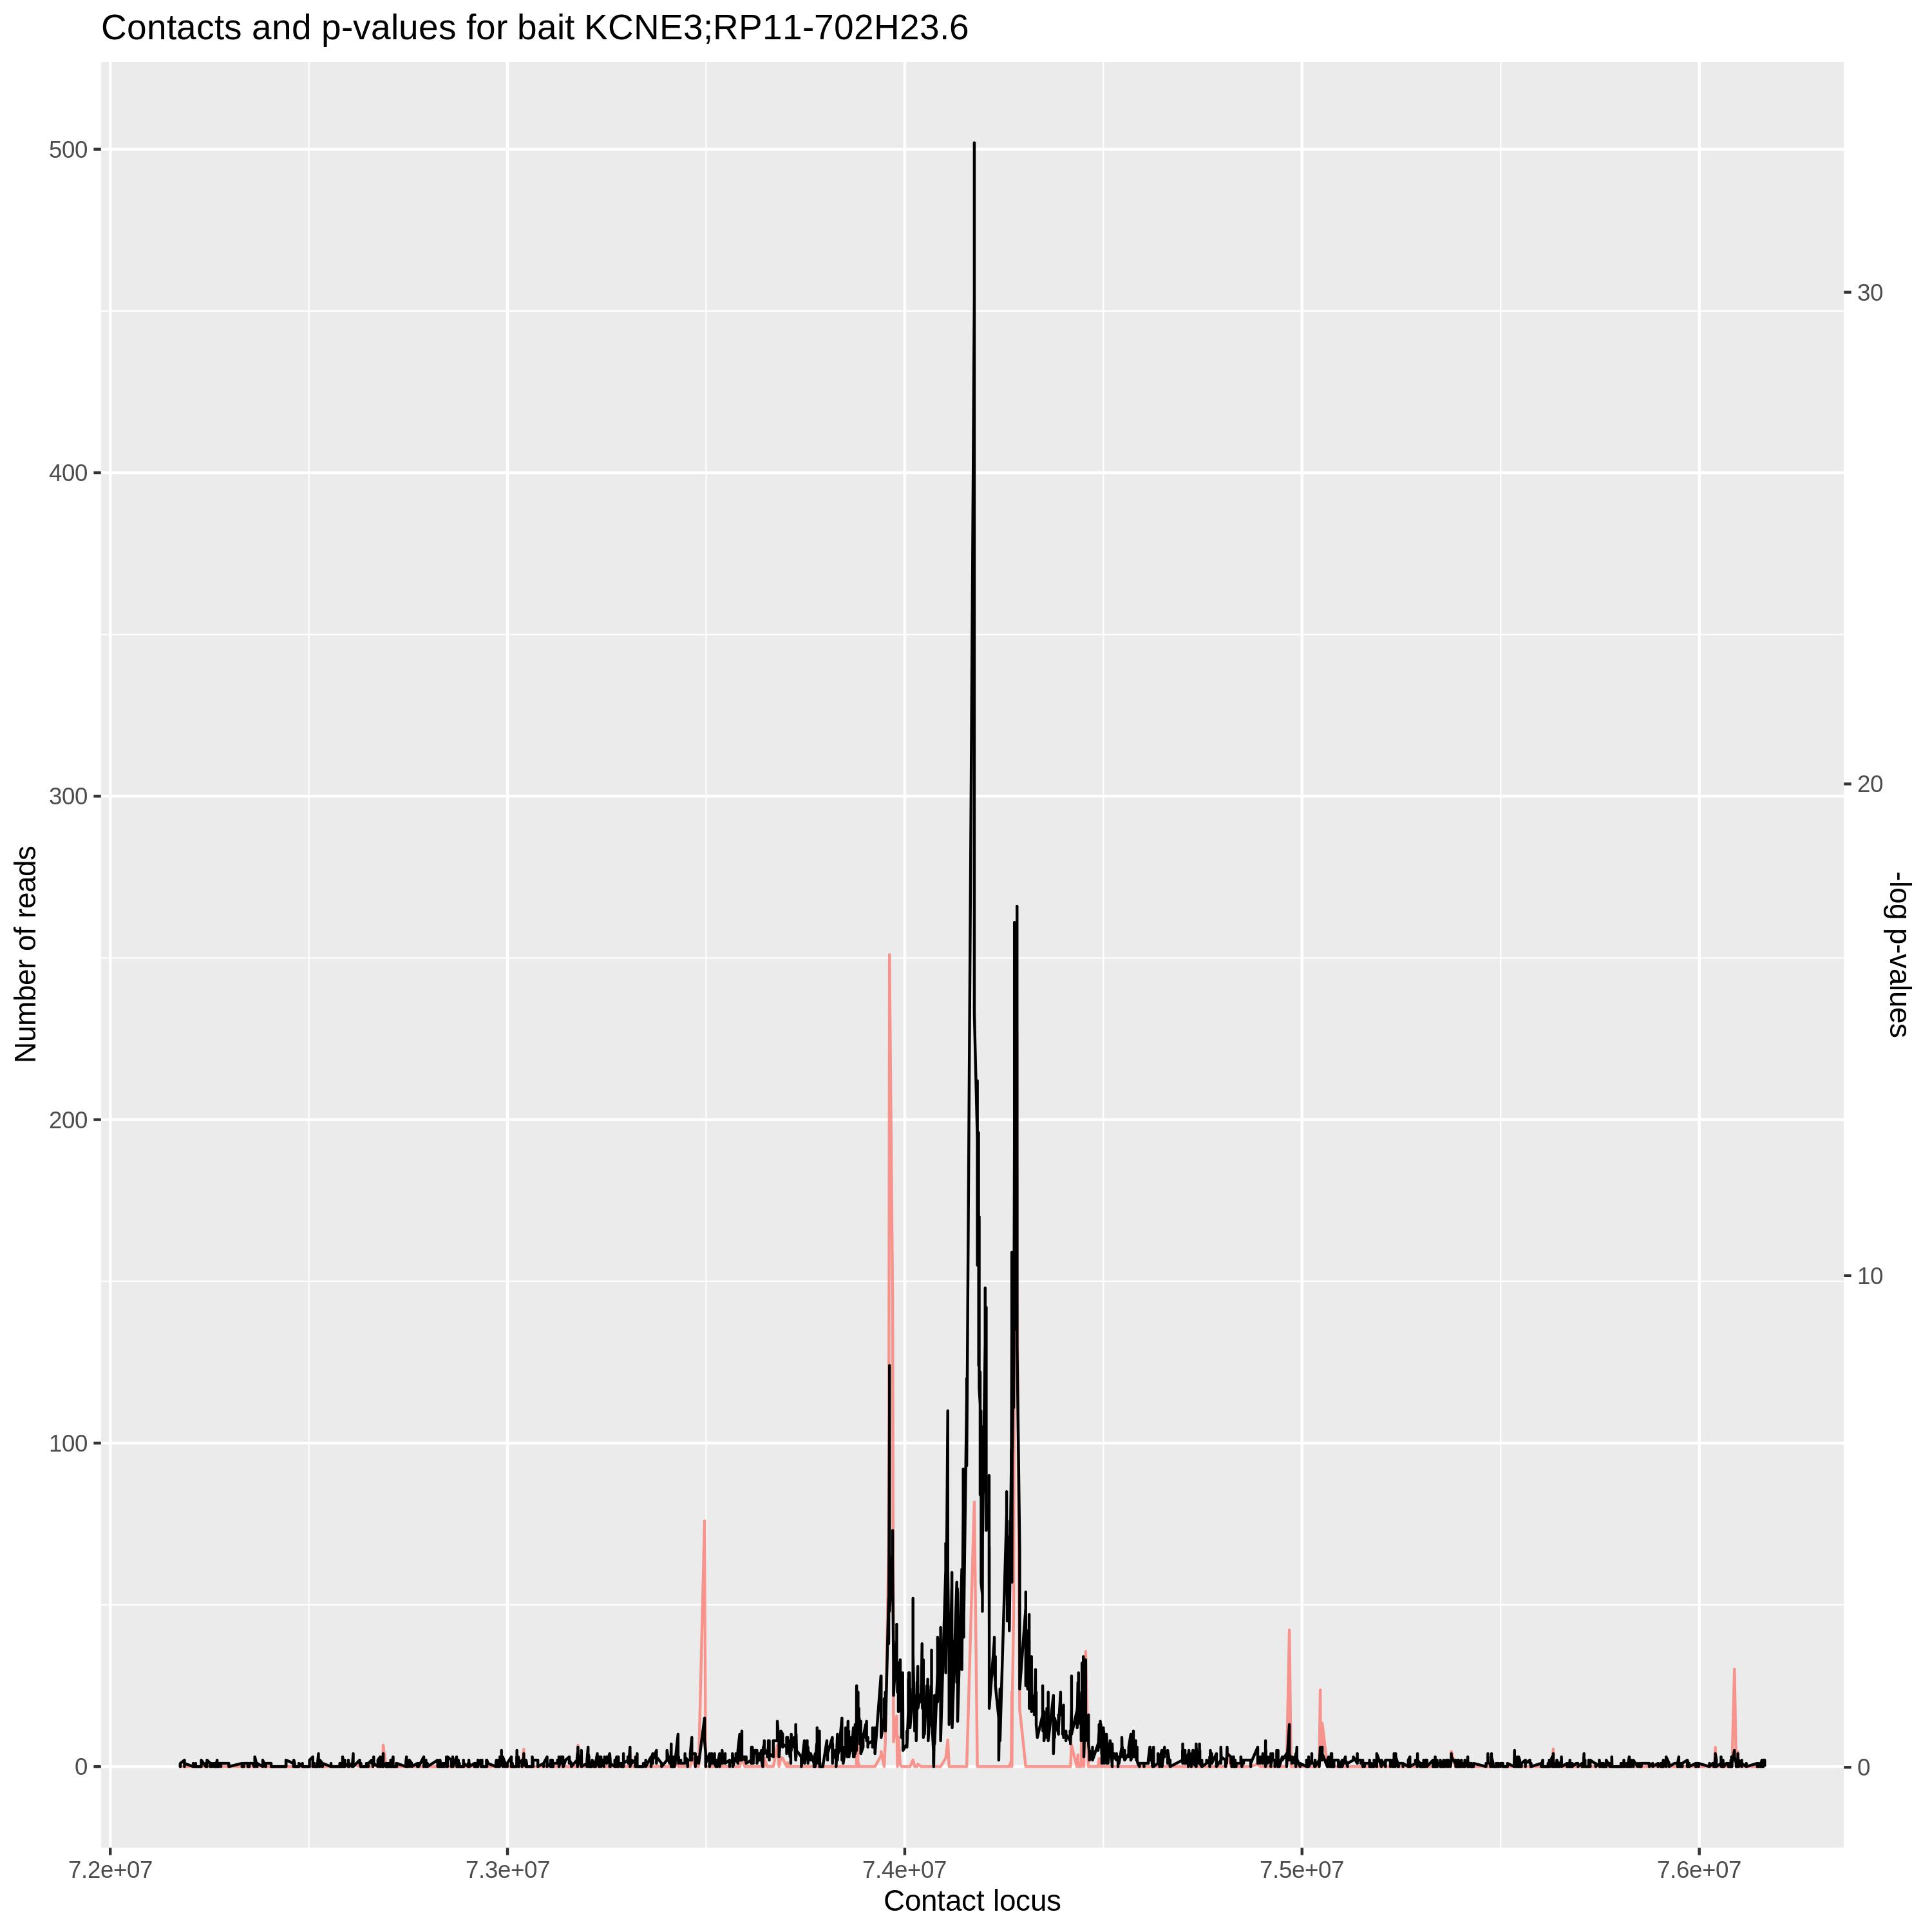 Contacts and p-values for bait KCNE3;RP11-702H23.6
500
400
300
200
100
0
Number of reads
30
20
10
0
-log p-values
7.2e+07 7.3e+07 7.4e+07 7.5e+07 7.6e+07
Contact locus